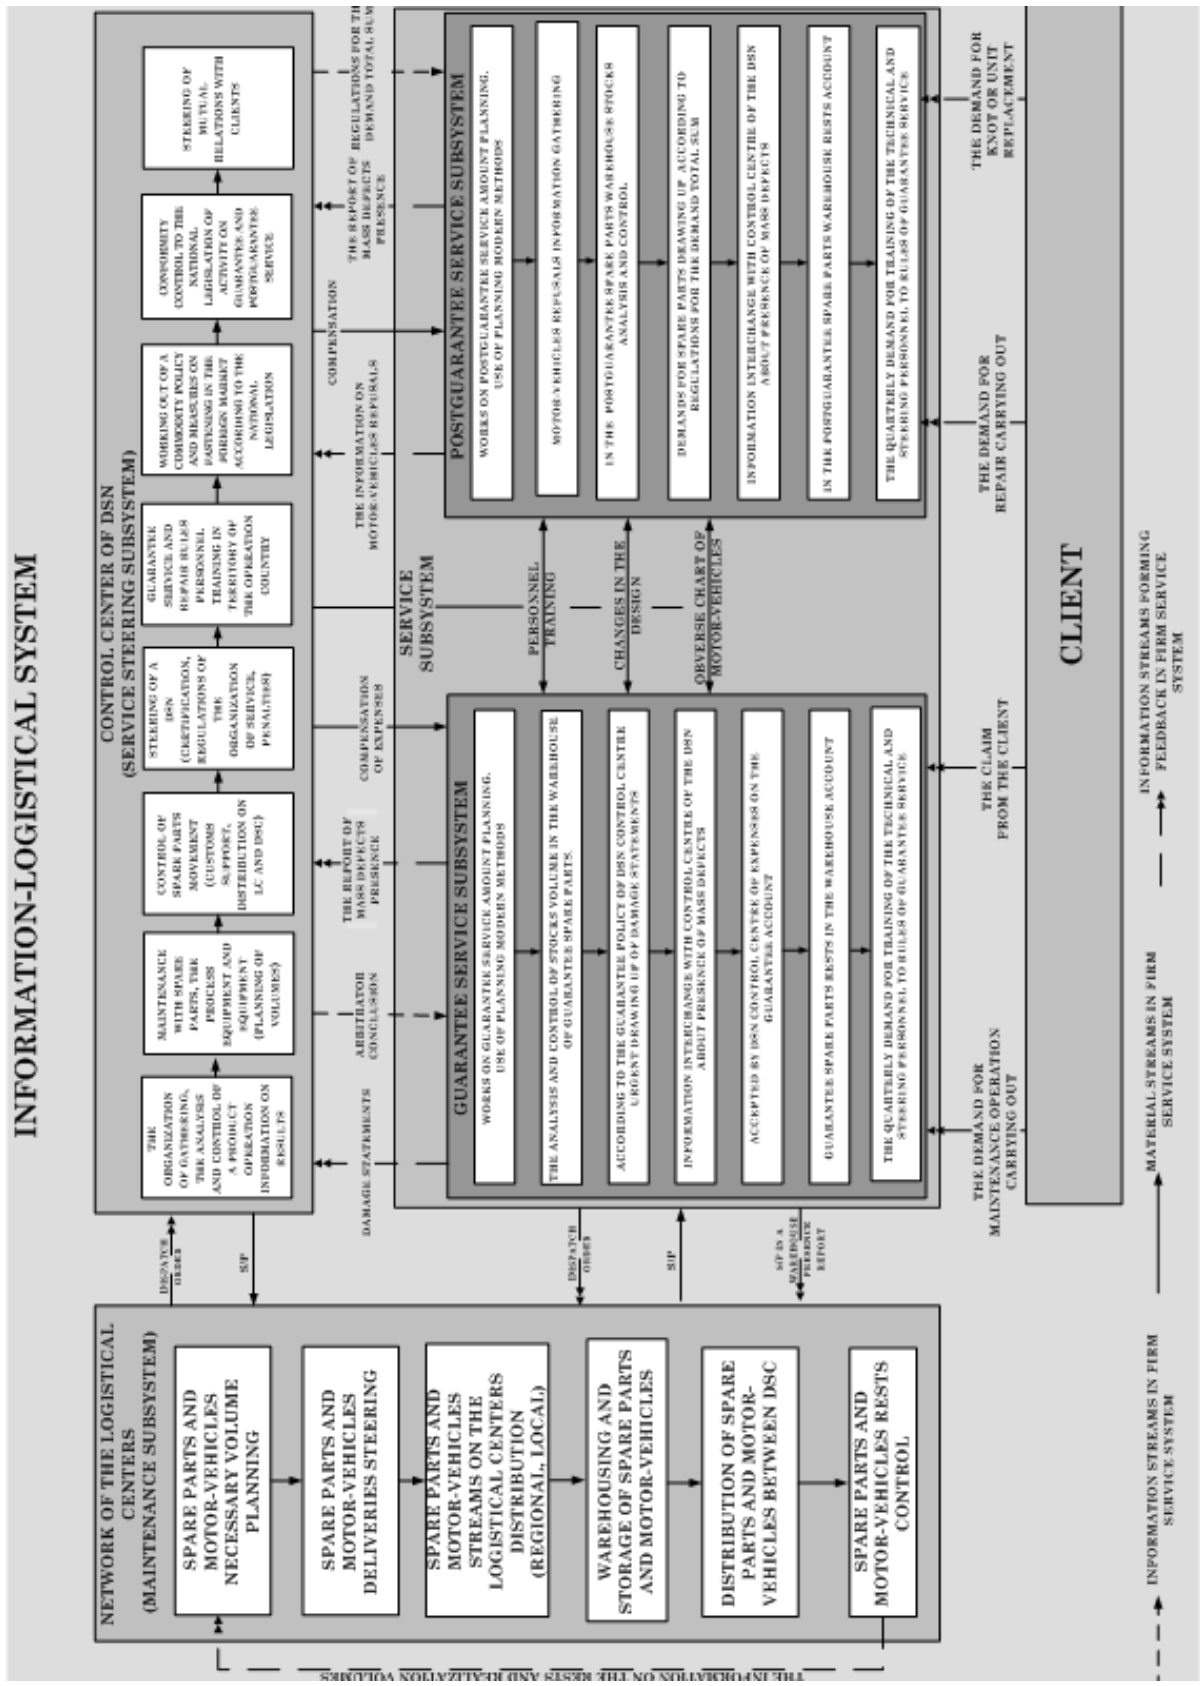 INFORMATION-LOGISTICAL SYSTEM
NETWORK OF THE LOGISTICAL
CENTERS
(MAINTENANCE SUBSYSTEM)
SPARE PARTS AND
MOTOR-VEHICLES
NECESSARY VOLUME
PLANNING
SPARE PARTS AND
MOTOR-VEHICLES
DELIVERIES STEERING
SPARE PARTS AND
MOTOR-VEHICLES
STREAMS ON THE
LOGISTICAL CENTERS
DISTRIBUTION
(REGIONAL, LOCAL)
WAREHOUSING AND
STORAGE OF SPARE PARTS
AND MOTOR-VEHICLES
DISTRIBUTION OF SPARE
PARTS AND MOTOR-
VEHICLES BETWEEN DSC
SPARE PARTS AND
MOTOR-VEHICLES RESTS
CONTROL
THE INFORMATION ON THE RESTS AND REALIZATION VOLUMES
DISPATCH
ORDER
S/P
DISPATCH
ORDER
S/P
S/P IN A
WAREHOUSE
PRESENCE
REPORT
CONTROL CENTER OF DSN
(SERVICE STEERING SUBSYSTEM)
THE
ORGANIZATION
OF GATHERING,
THE ANALYSIS
AND CONTROL OF
A PRODUCT
OPERATION
INFORMATION ON
RESULTS
MAINTENANCE
WITH SPARE
PARTS, THE
PROCESS
EQUIPMENT AND
EQUIPMENT
(PLANNING OF
VOLUMES)
CONTROL OF
SPARE PARTS
MOVEMENT
(CUSTOMS
SUPPORT,
DISTRIBUTION ON
LC AND DSC)
STEERING OF A
DSN
(CERTIFICATION,
REGULATIONS OF
THE
ORGANIZATION
OF SERVICE,
PENALTIES)
GUARANTEE
SERVICE AND
REPAIR RULES
PERSONNEL
TRAINING IN
TERRITORY OF
THE OPERATION
COUNTRY
WORKING OUT OF A
COMMODITY POLICY
AND MEASURES ON
FASTENING IN THE
FOREIGN MARKET
ACCORDING TO THE
NATIONAL
LEGISLATION
CONFORMITY
CONTROL TO THE
NATIONAL
LEGISLATION OF
ACTIVITY ON
GUARANTEE AND
POSTGUARANTEE
SERVICE
STEERING OF
MUTUAL
RELATIONS WITH
CLIENTS
DAMAGE STATEMENTS
ARBITRATOR
CONCLUSION
THE REPORT OF
MASS DEFECTS
PRESENCE
COMPENSATION
OF EXPENSES
THE INFORMATION ON
MOTOR-VEHICLES REFUSALS
COMPENSATION
THE REPORT OF
MASS DEFECTS
PRESENCE
REGULATIONS FOR TH
DEMAND TOTAL SUM
SERVICE
SUBSYSTEM
GUARANTEE SERVICE SUBSYSTEM
WORKS ON GUARANTEE SERVICE AMOUNT PLANNING.
USE OF PLANNING MODERN METHODS
THE ANALYSIS AND CONTROL OF STOCKS VOLUME IN THE WAREHOUSE
OF GUARANTEE SPARE PARTS.
ACCORDING TO THE GUARANTEE POLICY OF DSN CONTROL CENTRE
URGENT DRAWING UP OF DAMAGE STATEMENTS
INFORMATION INTERCHANGE WITH CONTROL CENTRE OF THE DSN
ABOUT PRESENCE OF MASS DEFECTS
ACCEPTED BY DSN CONTROL CENTRE OF EXPENSES ON THE
GUARANTEE ACCOUNT
GUARANTEE SPARE PARTS RESTS IN THE WAREHOUSE ACCOUNT
THE QUARTERLY DEMAND FOR TRAINING OF THE TECHNICAL AND
STEERING PERSONNEL TO RULES OF GUARANTEE SERVICE
PERSONNEL
TRAINING
CHANGES IN THE
DESIGN
OBVERSE CHART OF
MOTOR-VEHICLES
POSTGUARANTEE SERVICE SUBSYSTEM
WORKS ON POSTGUARANTEE SERVICE AMOUNT PLANNING.
USE OF PLANNING MODERN METHODS
MOTOR-VEHICLES REFUSALS INFORMATION GATHERING
IN THE POSTGUARANTEE SPARE PARTS WAREHOUSE STOCKS
ANALYSIS AND CONTROL
DEMANDS FOR SPARE PARTS DRAWING UP ACCORDING TO
REGULATIONS FOR THE DEMAND TOTAL SUM
INFORMATION INTERCHANGE WITH CONTROL CENTRE OF THE DSN
ABOUT PRESENCE OF MASS DEFECTS
IN THE POSTGUARANTEE SPARE PARTS WAREHOUSE RESTS ACCOUNT
THE QUARTERLY DEMAND FOR TRAINING OF THE TECHNICAL AND
STEERING PERSONNEL TO RULES OF GUARANTEE SERVICE
THE DEMAND FOR
MAINTENANCE OPERATION
CARRYING OUT
THE CLAIM
FROM THE CLIENT
THE DEMAND FOR
REPAIR CARRYING OUT
THE DEMAND FOR
KNOT OR UNIT
REPLACEMENT
CLIENT
INFORMATION STREAMS IN FIRM
SERVICE SYSTEM
MATERIAL STREAMS IN FIRM
SERVICE SYSTEM
INFORMATION STREAMS FORMING
FEEDBACK IN FIRM SERVICE
SYSTEM